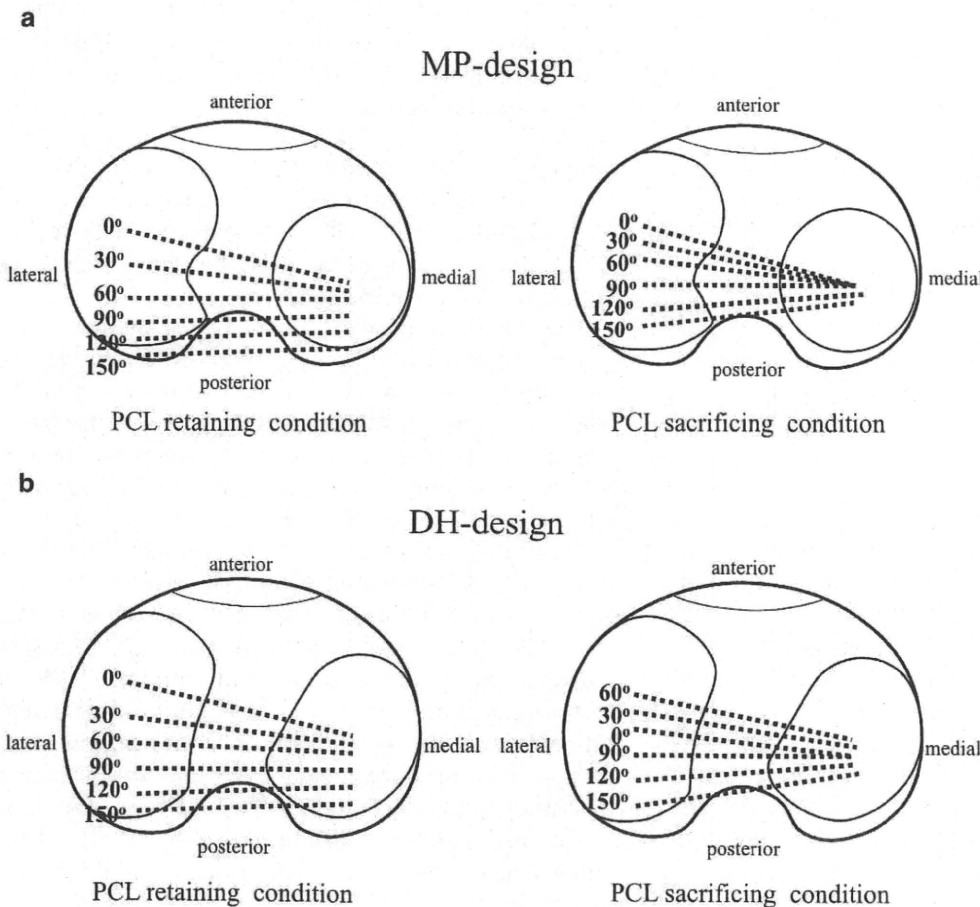 a
MP-design
anterior
0°
30°
60°
90°
120°
150°
lateral
medial
posterior
PCL retaining condition
anterior
0°
30°
60°
90°
120°
150°
lateral
medial
posterior
PCL sacrificing condition
b
DH-design
anterior
0°
30°
60°
90°
120°
150°
lateral
medial
posterior
PCL retaining condition
anterior
60°
30°
0°
90°
120°
150°
lateral
medial
posterior
PCL sacrificing condition